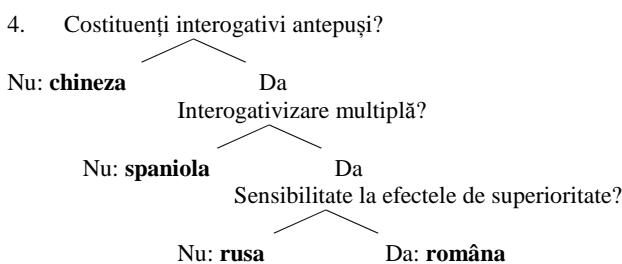 4. Costituenți interogativi antepuși?
Nu: chineza Da
Interogativizare multiplă?
Nu: spaniola Da
Sensibilitate la efectele de superioritate?
Nu: rusa Da: româna